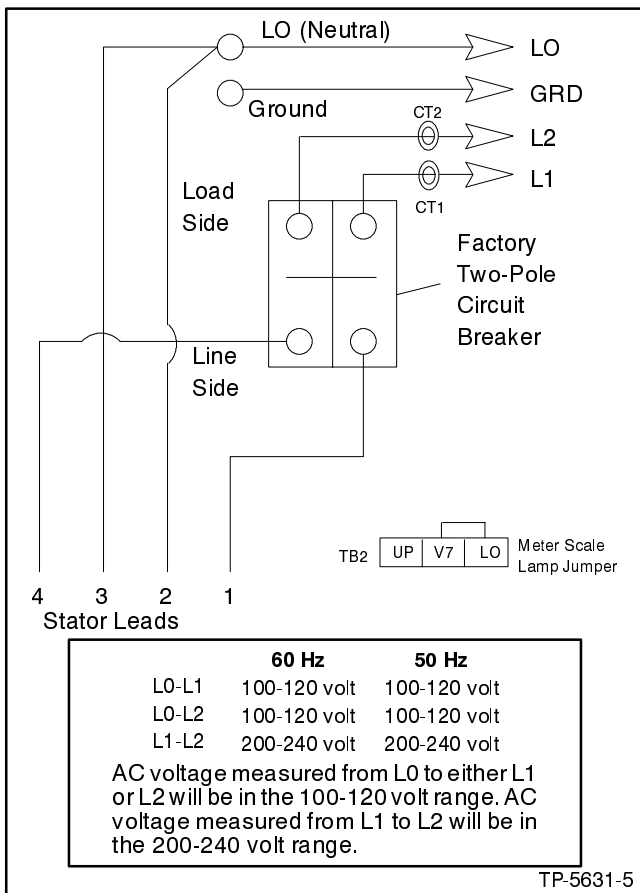 LO (Neutral)
LO
GRD
Ground
CT2
L2
L1
CT1
Load
Side
Factory
Two-Pole
Circuit
Breaker
Line
Side
TB2 UP V7 LO Meter Scale
Lamp Jumper
4 3 2 1
Stator Leads
60 Hz 50 Hz
L0-L1 100-120 volt 100-120 volt
L0-L2 100-120 volt 100-120 volt
L1-L2 200-240 volt 200-240 volt
AC voltage measured from L0 to either L1
or L2 will be in the 100-120 volt range. AC
voltage measured from L1 to L2 will be in
the 200-240 volt range.
TP-5631-5